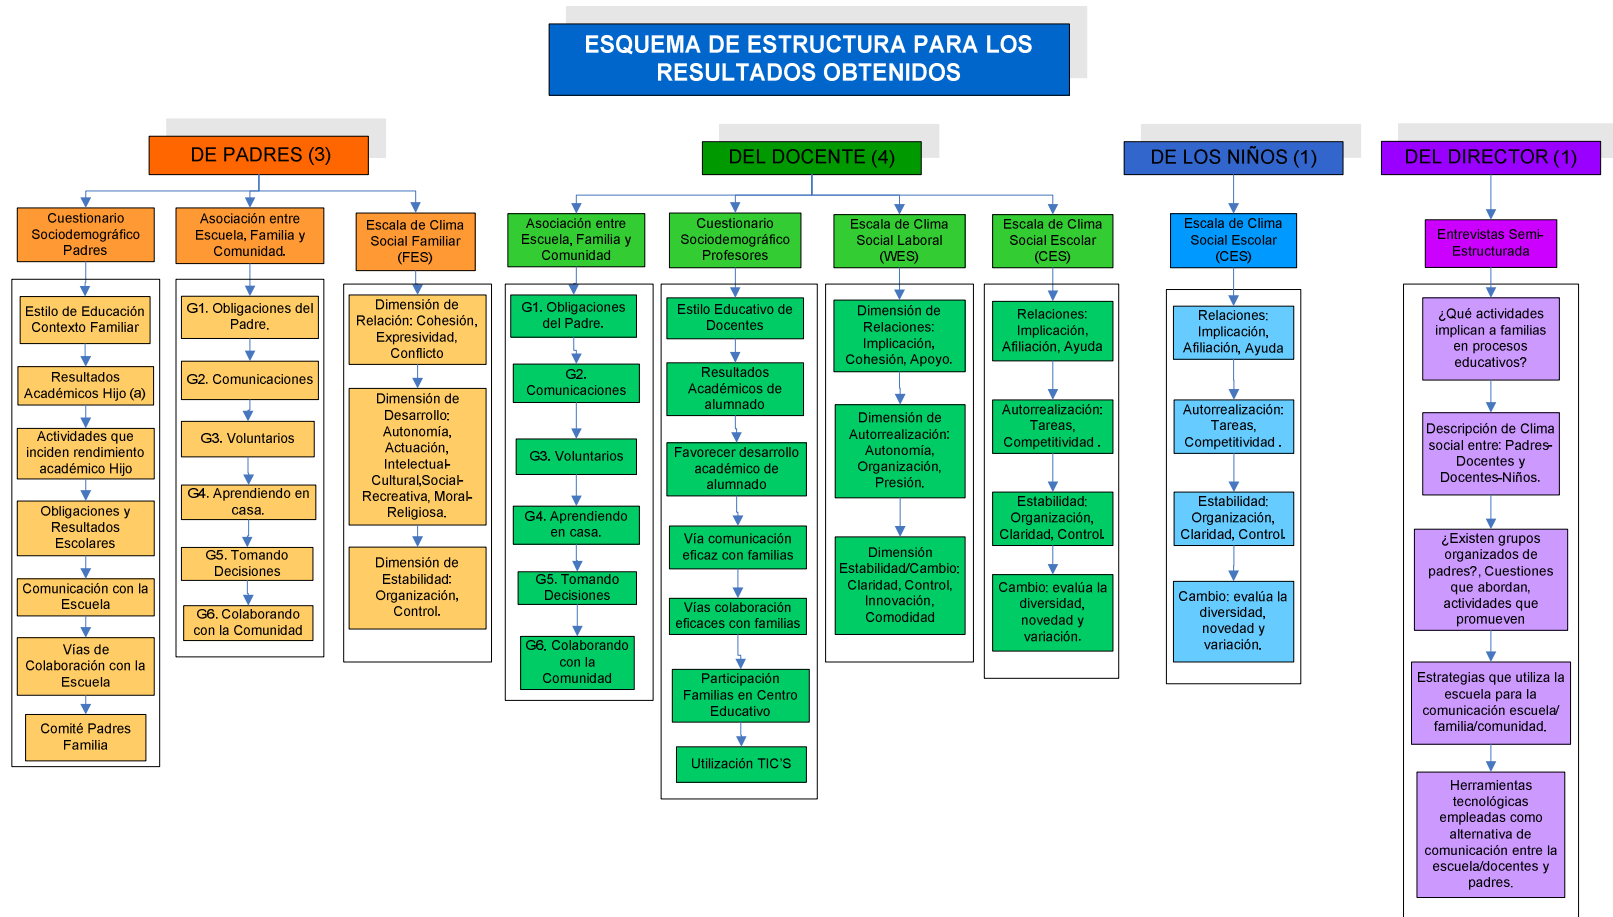 ESQUEMA DE ESTRUCTURA PARA LOS
RESULTADOS OBTENIDOS
DE PADRES (3)
Cuestionario
Sociodemográfico
Padres
Estilo de Educación
Contexto Familiar
Resultados
Académicos Hijo (a)
Actividades que
inciden rendimiento
académico Hijo
Obligaciones y
Resultados
Escolares
Comunicación con la
Escuela
Vías de
Colaboración con la
Escuela
Comité Padres
Familia
Asociación entre
Escuela, Familia y
Comunidad.
G1. Obligaciones del
Padre.
G2. Comunicaciones
G3. Voluntarios
G4. Aprendiendo en
casa.
G5. Tomando
Decisiones
G6. Colaborando
con la Comunidad
Escala de Clima
Social Familiar
(FES)
Dimensión de
Relación: Cohesión,
Expresividad,
Conflicto
Dimensión de
Desarrollo:
Autonomía,
Actuación,
Intelectual-
Cultural,Social-
Recreativa, Moral-
Religiosa.
Dimensión de
Estabilidad:
Organización,
Control.
DEL DOCENTE (4)
Asociación entre
Escuela, Familia y
Comunidad
G1. Obligaciones
del Padre.
G2.
Comunicaciones
G3. Voluntarios
G4. Aprendiendo
en casa.
G5. Tomando
Decisiones
G6. Colaborando
con la
Comunidad
Cuestionario
Sociodemográfico
Profesores
Estilo Educativo de
Docentes
Resultados
Académicos de
alumnado
Favorecer desarrollo
académico de
alumnado
Vía comunicación
eficaz con familias
Vías colaboración
eficaces con familias
Participación
Familias en Centro
Educativo
Utilización TIC'S
Escala de Clima
Social Laboral
(WES)
Dimensión de
Relaciones:
Implicación,
Cohesión, Apoyo.
Dimensión de
Autorrealización:
Autonomía,
Organización,
Presión.
Dimensión
Estabilidad/Cambio:
Claridad, Control,
Innovación,
Comodidad
Escala de Clima
Social Escolar
(CES)
Relaciones:
Implicación,
Afiliación, Ayuda
Autorrealización:
Tareas,
Competitividad .
Estabilidad:
Organización,
Claridad, Control.
Cambio: evalúa la
diversidad,
novedad y
variación.
DE LOS NIÑOS (1)
Escala de Clima
Social Escolar
(CES)
Relaciones:
Implicación,
Afiliación, Ayuda
Autorrealización:
Tareas,
Competitividad .
Estabilidad:
Organización,
Claridad, Control.
Cambio: evalúa la
diversidad,
novedad y
variación.
DEL DIRECTOR (1)
Entrevistas Semi-
Estructurada
¿Qué actividades
implican a familias
en procesos
educativos?
Descripción de Clima
social entre: Padres-
Docentes y
Docentes-Niños.
¿Existen grupos
organizados de
padres?, Cuestiones
que abordan,
actividades que
promueven
Estrategias que utiliza la
escuela para la
comunicación escuela/
familia/comunidad.
Herramientas
tecnológicas
empleadas como
alternativa de
comunicación entre la
escuela/docentes y
padres.